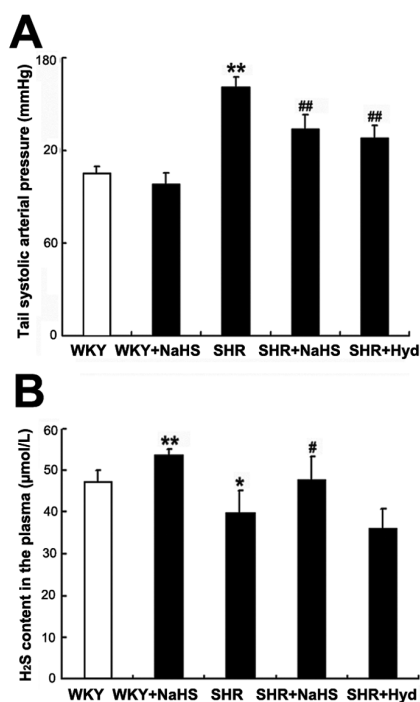 A
Tail systolic arterial pressure (mmHg)
180
20
60
0
**
##
##
WKY WKY+NaHS SHR SHR+NaHS SHR+Hyd
B
H2S content in the plasma (μmol/L)
60
50
40
30
20
10
0
**
*
#
WKY WKY+NaHS SHR SHR+NaHS SHR+Hyd